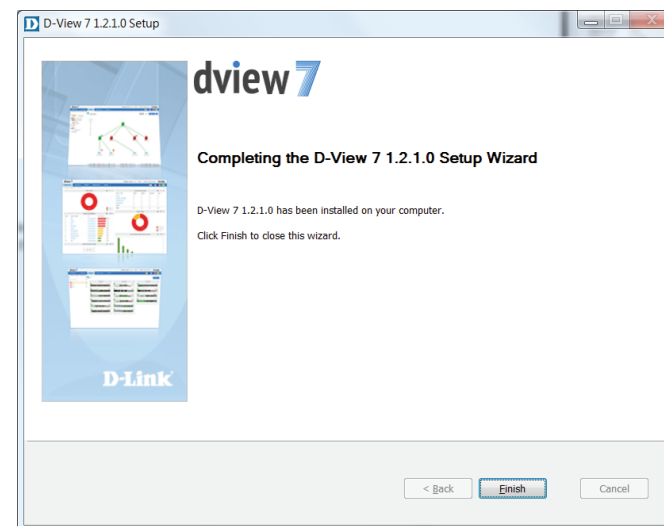 D-View 7 1.2.1.0 Setup
dview 7
Completing the D-View 7 1.2.1.0 Setup Wizard
D-View 7 1.2.1.0 has been installed on your computer.
Click Finish to close this wizard.
D-Link
< Back Finish Cancel